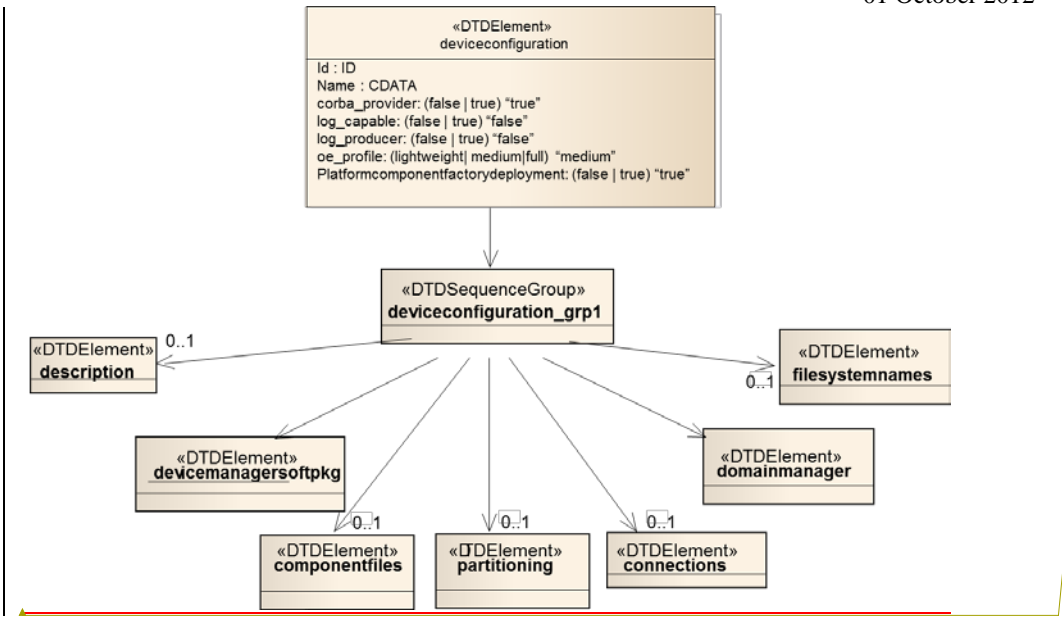 01 October 2012
«DTDElement»
deviceconfiguration
Id : ID
Name : CDATA
corba_provider: (false | true) “true”
log_capable: (false | true) “false”
log_producer: (false | true) “false”
oe_profile: (lightweight| medium|full) “medium”
Platformcomponentfactorydeployment: (false | true) “true”
«DTDSequenceGroup»
deviceconfiguration_grp1
«DTDElement»
description
0..1
«DTDElement»
filesystemnames
0..1
«DTDElement»
devicemanagersoftpkg
«DTDElement»
domainmanager
0..1
«DTDElement»
componentfiles
0..1
«DTDElement»
partitioning
0..1
«DTDElement»
connections